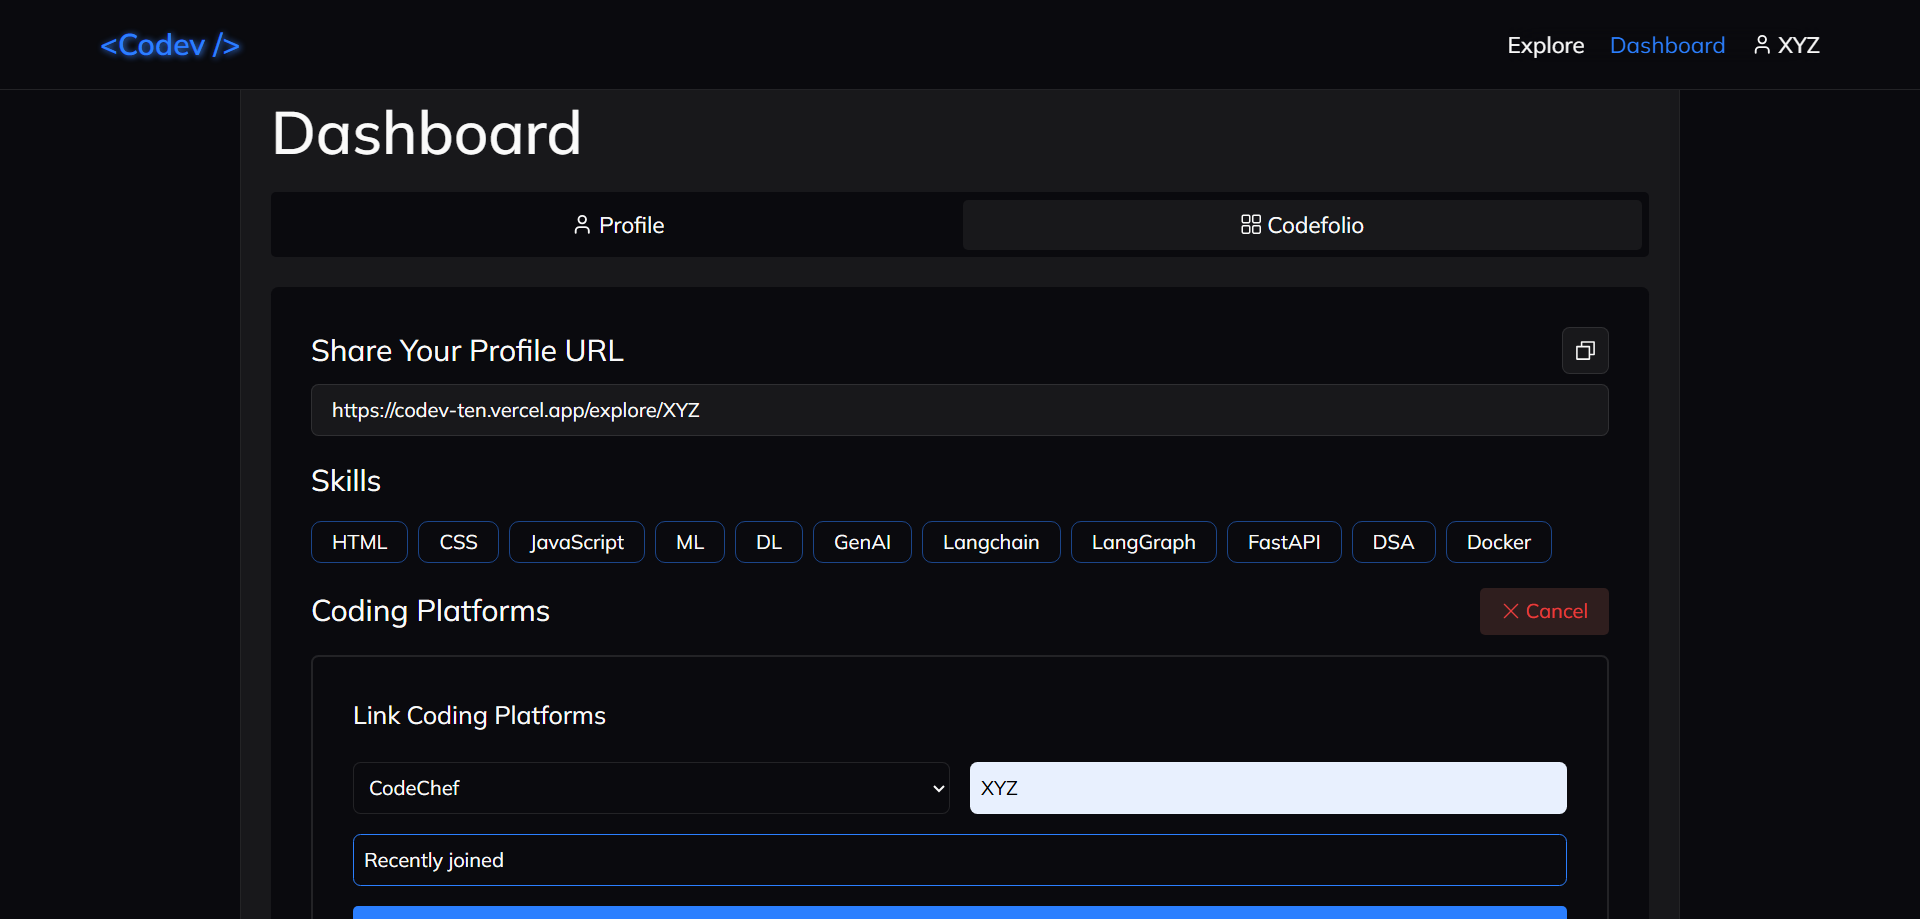 <Codev />
Explore Dashboard XYZ
Dashboard
Profile Codefolio
Share Your Profile URL
https://codev-ten.vercel.app/explore/XYZ
Skills
HTML CSS JavaScript ML DL GenAI Langchain LangGraph FastAPI DSA Docker
Coding Platforms Cancel
Link Coding Platforms
CodeChef XYZ
Recently joined